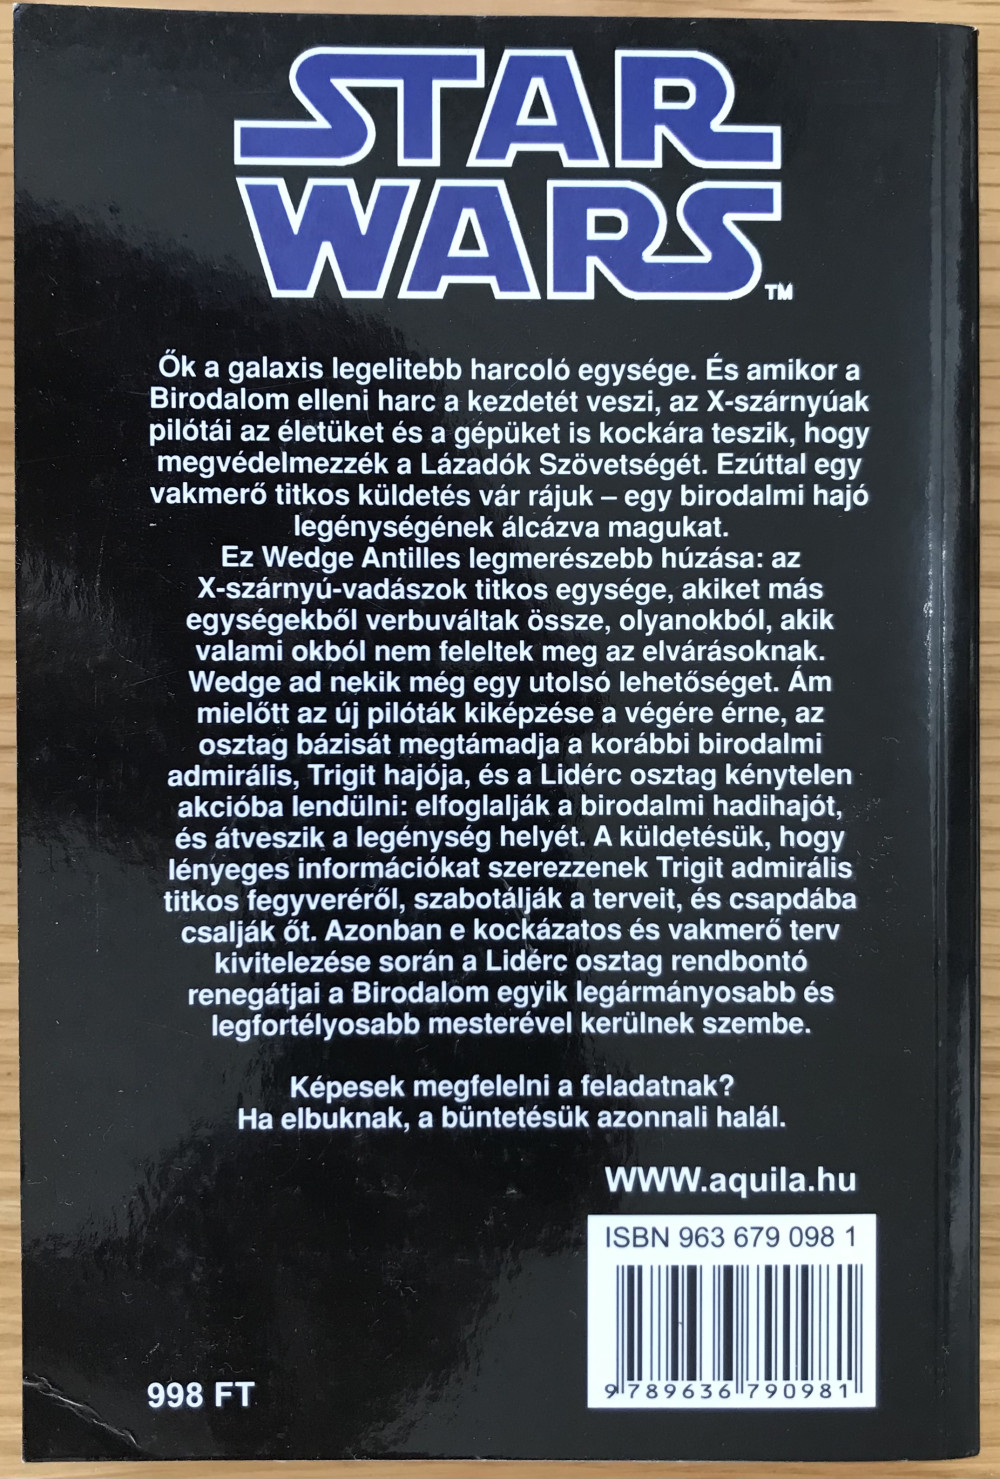 STAR
WARS
TM
Ők a galaxis legelitebb harcoló egysége. És amikor a
Birodalom elleni harc a kezdetét veszi, az X-szárnyúak
pilótái az életüket és a gépüket is kockára teszik, hogy
megvédelmezzék a Lázadók Szövetségét. Ezúttal egy
vakmerő titkos küldetés vár rájuk – egy birodalmi hajó
legénységének álcázva magukat.
Ez Wedge Antilles legmerészebb húzása: az
X-szárnyú-vadászok titkos egysége, akiket más
egységekből verbuváltak össze, olyanokból, akik
valami okból nem feleltek meg az elvárásoknak.
Wedge ad nekik még egy utolsó lehetőséget. Ám
mielőtt az új pilóták kiképzése a végére érne, az
osztag bázisát megtámadja a korábbi birodalmi
admirális, Trigit hajója, és a Lidérc osztag kénytelen
akcióba lendülni: elfoglalják a birodalmi hadihajót,
és átveszik a legénység helyét. A küldetésük, hogy
lényeges információkat szerezzenek Trigit admirális
titkos fegyveréről, szabotálják a terveit, és csapdába
csalják őt. Azonban e kockázatos és vakmerő terv
kivitelezése során a Lidérc osztag rendbontó
renegátjai a Birodalom egyik legármányosabb és
legfortélyosabb mesterével kerülnek szembe.
Képesek megfelelni a feladatnak?
Ha elbuknak, a büntetésük azonnali halál.
WWW.aquila.hu
ISBN 963 679 098 1
9 789636 790981
998 FT